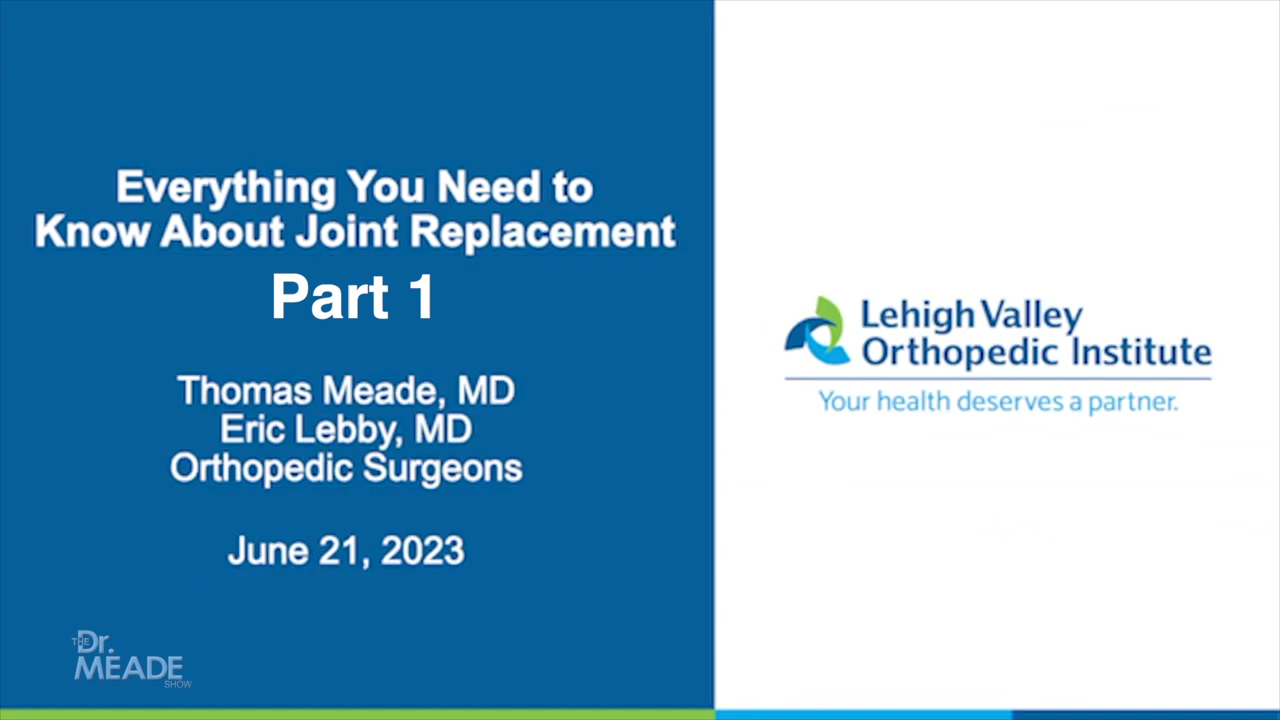 Everything You Need to
Know About Joint Replacement
Part 1
Thomas Meade, MD
Eric Lebby, MD
Orthopedic Surgeons
June 21, 2023
THE Dr.
MEADE
SHOW
Lehigh Valley
Orthopedic Institute
Your health deserves a partner.